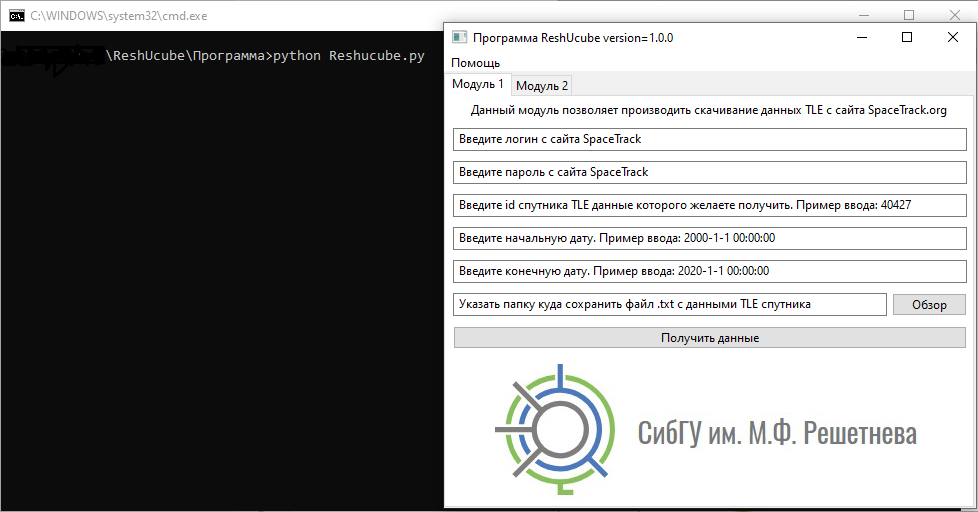 C:\WINDOWS\system32\cmd.exe
\ReshUcube\Программа>python Reshucube.py
Программа ReshUcube version=1.0.0
Помощь
Модуль 1 Модуль 2
Данный модуль позволяет производить скачивание данных TLE с сайта SpaceTrack.org
Введите логин с сайта SpaceTrack
Введите пароль с сайта SpaceTrack
Введите id спутника TLE данные которого желаете получить. Пример ввода: 40427
Введите начальную дату. Пример ввода: 2000-1-1 00:00:00
Введите конечную дату. Пример ввода: 2020-1-1 00:00:00
Указать папку куда сохранить файл .txt с данными TLE спутника Обзор
Получить данные
СибГУ им. М.Ф. Решетнева